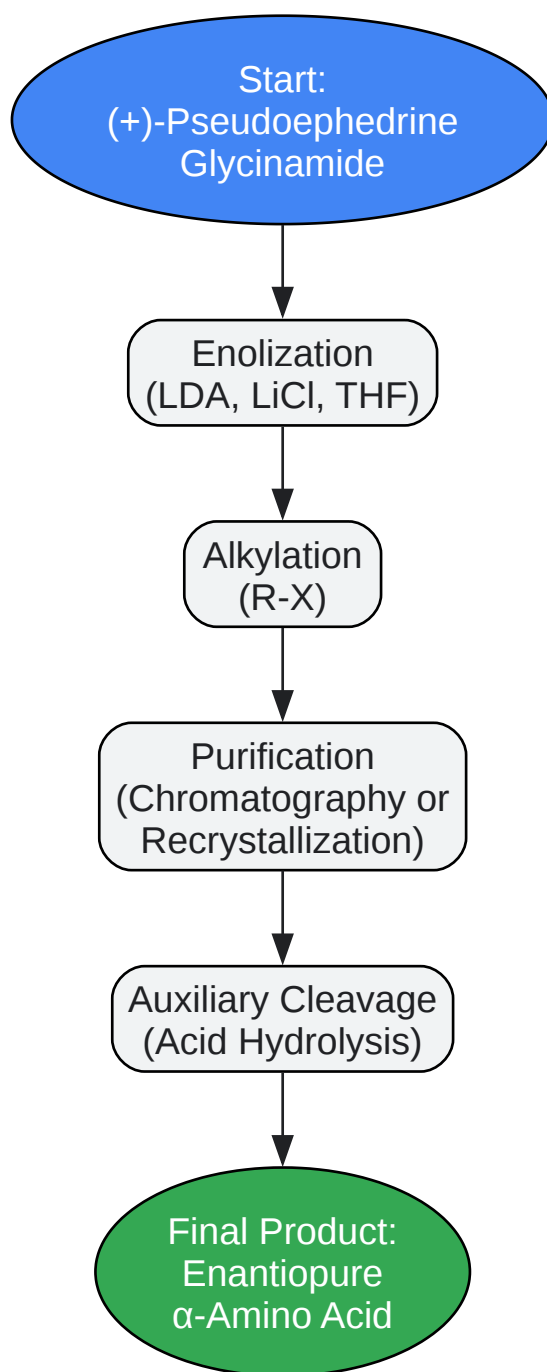 Start:
(+)-Pseudoephedrine
Glycinamide
Enolization
(LDA, LiCl, THF)
Alkylation
(R-X)
Purification
(Chromatography or
Recrystallization)
Auxiliary Cleavage
(Acid Hydrolysis)
Final Product:
Enantiopure
α-Amino Acid